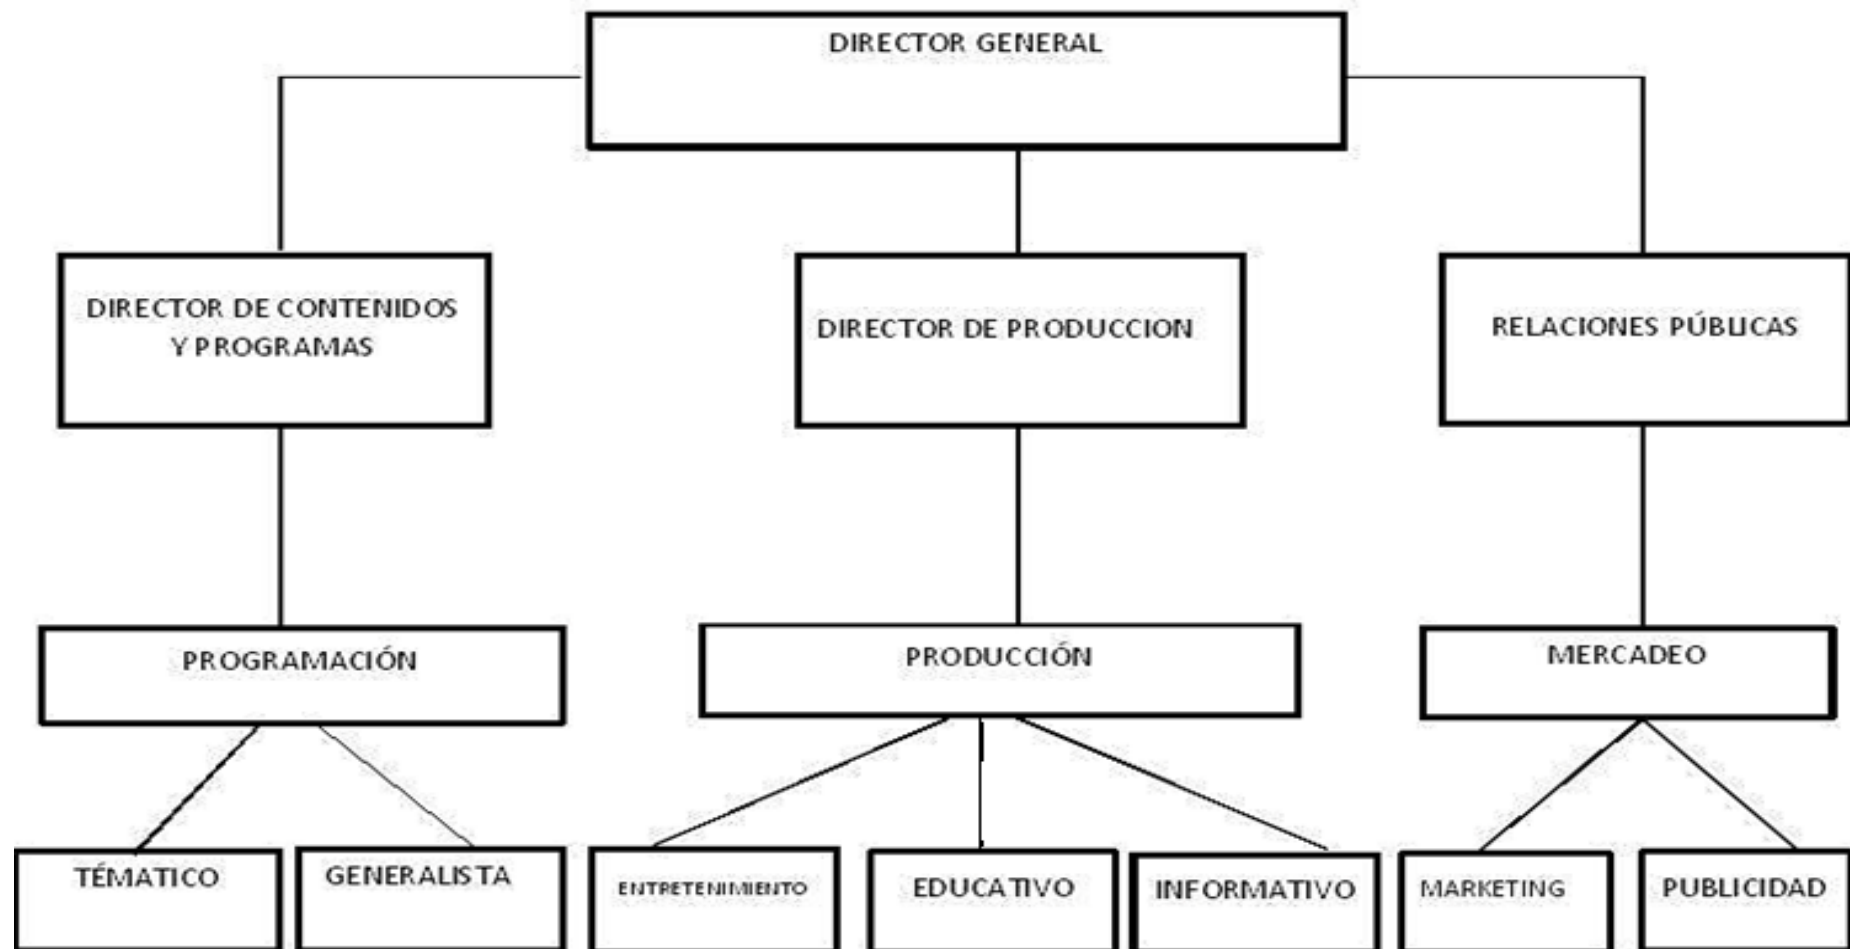 DIRECTOR GENERAL
DIRECTOR DE CONTENIDOS
Y PROGRAMAS
DIRECTOR DE PRODUCCION
RELACIONES PÚBLICAS
PROGRAMACIÓN
PRODUCCIÓN
MERCADEO
TÉMATICO
GENERALISTA
ENTRETENIMIENTO
EDUCATIVO
INFORMATIVO
MARKETING
PUBLICIDAD